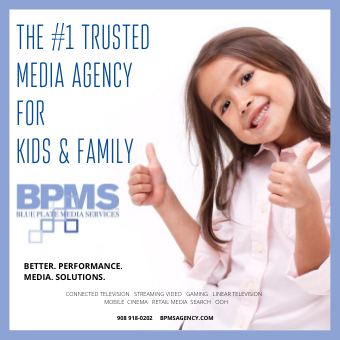 THE #1 TRUSTED
MEDIA AGENCY
FOR
KIDS & FAMILY
BPMS
BLUE PLATE MEDIA SERVICES
BETTER. PERFORMANCE.
MEDIA. SOLUTIONS.
CONNECTED TELEVISION STREAMING VIDEO GAMING LINEAR TELEVISION
MOBILE CINEMA RETAIL MEDIA SEARCH OOH
908 918-0202 BPMSAGENCY.COM